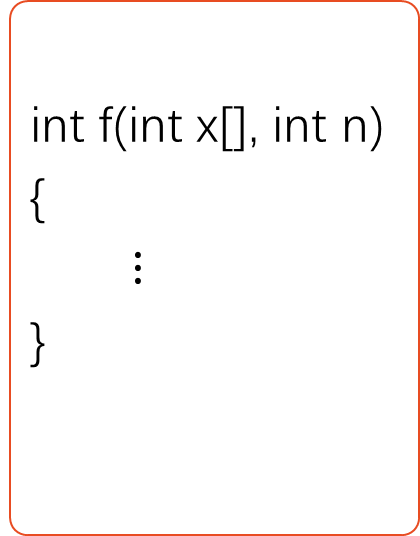 int f(int x[], int n)
{
⋮
}